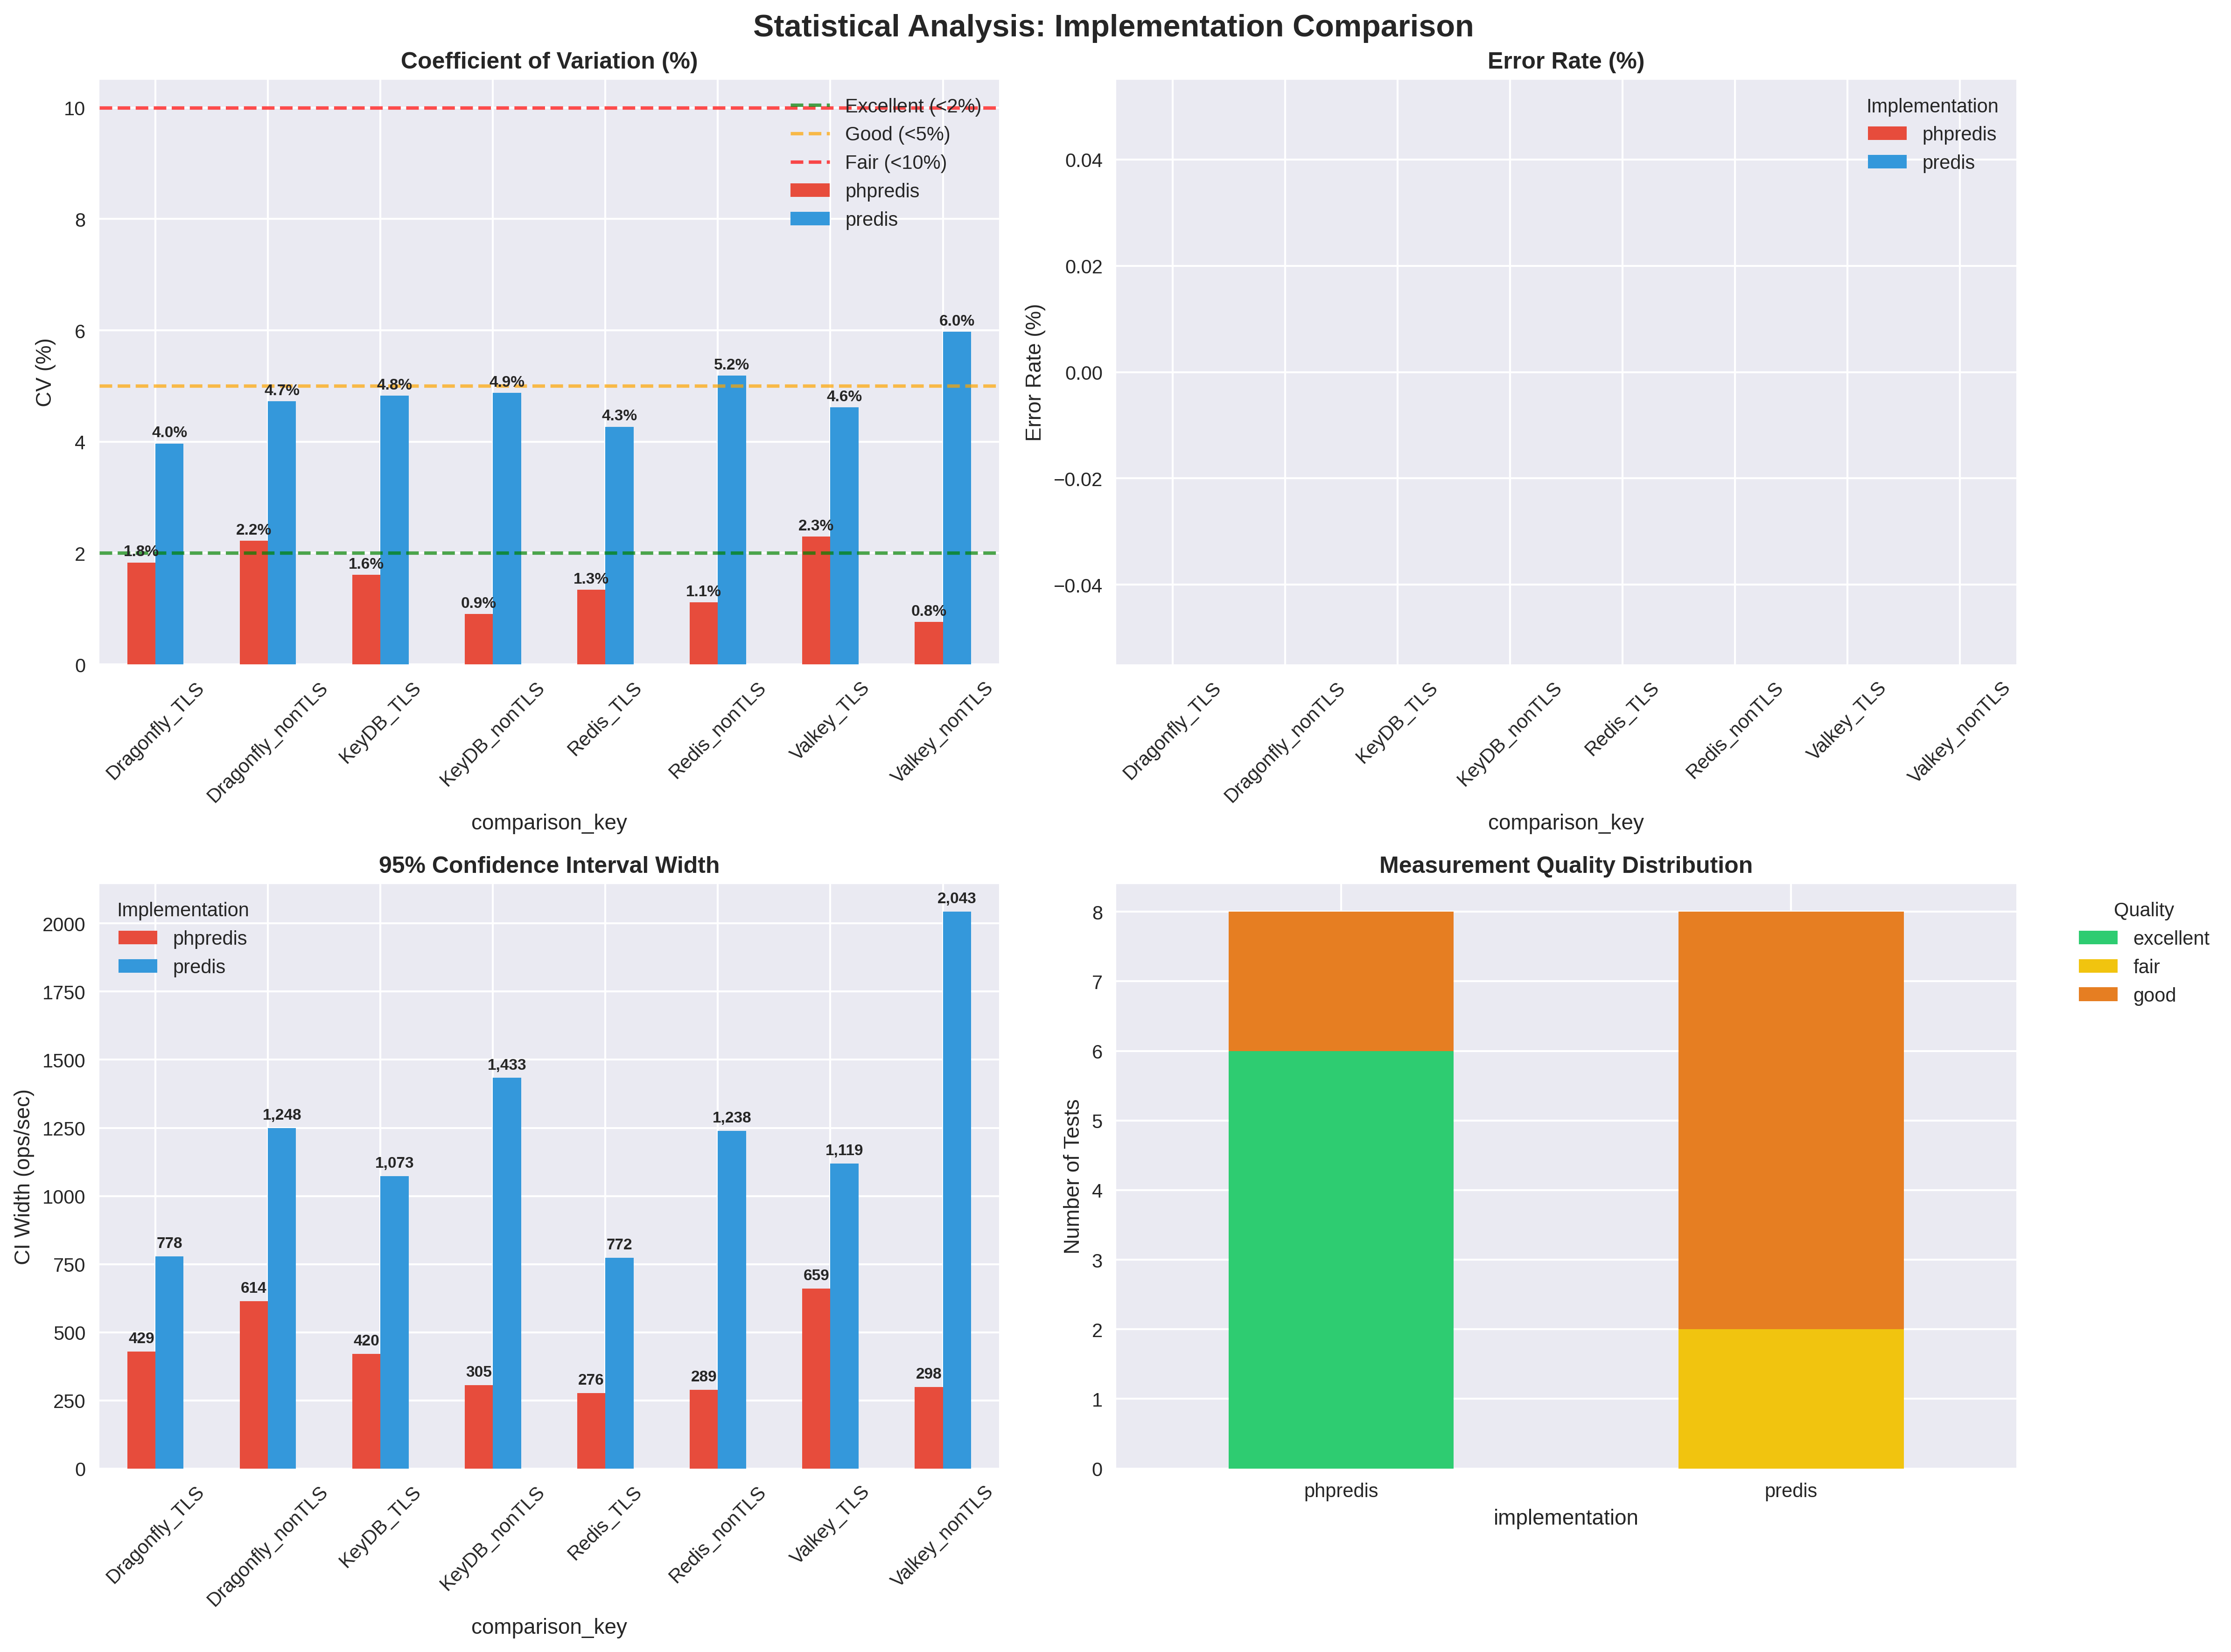 Statistical Analysis: Implementation Comparison
Coefficient of Variation (%)
CV (%)
10
8
6
4
2
0
Excellent (<2%)
Good (<5%)
Fair (<10%)
phpredis
predis
1.8%
4.0%
2.2%
4.7%
1.6%
4.8%
0.9%
4.9%
1.3%
4.3%
1.1%
5.2%
2.3%
4.6%
0.8%
6.0%
Dragonfly_TLS
Dragonfly_nonTLS
KeyDB_TLS
KeyDB_nonTLS
Redis_TLS
Redis_nonTLS
Valkey_TLS
Valkey_nonTLS
comparison_key
Error Rate (%)
Error Rate (%)
0.04
0.02
0.00
−0.02
−0.04
Implementation
phpredis
predis
Dragonfly_TLS
Dragonfly_nonTLS
KeyDB_TLS
KeyDB_nonTLS
Redis_TLS
Redis_nonTLS
Valkey_TLS
Valkey_nonTLS
comparison_key
95% Confidence Interval Width
CI Width (ops/sec)
2000
1750
1500
1250
1000
750
500
250
0
Implementation
phpredis
predis
429
778
614
1,248
420
1,073
305
1,433
276
772
289
1,238
659
1,119
298
2,043
Dragonfly_TLS
Dragonfly_nonTLS
KeyDB_TLS
KeyDB_nonTLS
Redis_TLS
Redis_nonTLS
Valkey_TLS
Valkey_nonTLS
comparison_key
Measurement Quality Distribution
Number of Tests
8
7
6
5
4
3
2
1
0
phpredis
predis
implementation
Quality
excellent
fair
good